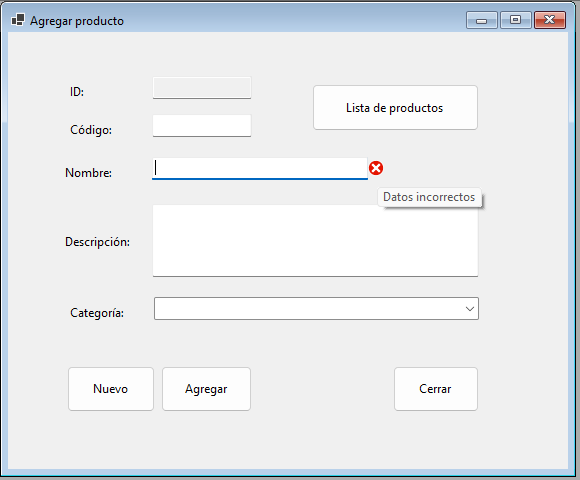 Agregar producto
ID:
Lista de productos
Código:
Nombre:
Datos incorrectos
Descripción:
Categoría:
Nuevo
Agregar
Cerrar